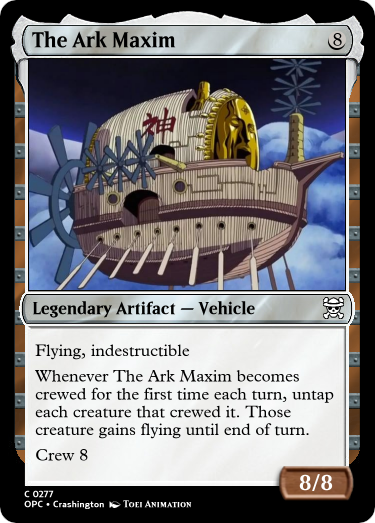 The Ark Maxim 8
神
Legendary Artifact — Vehicle
Flying, indestructible
Whenever The Ark Maxim becomes
crewed for the first time each turn, untap
each creature that crewed it. Those
creature gains flying until end of turn.
Crew 8
8/8
C 0277
OPC • Crashington TOEI ANIMATION